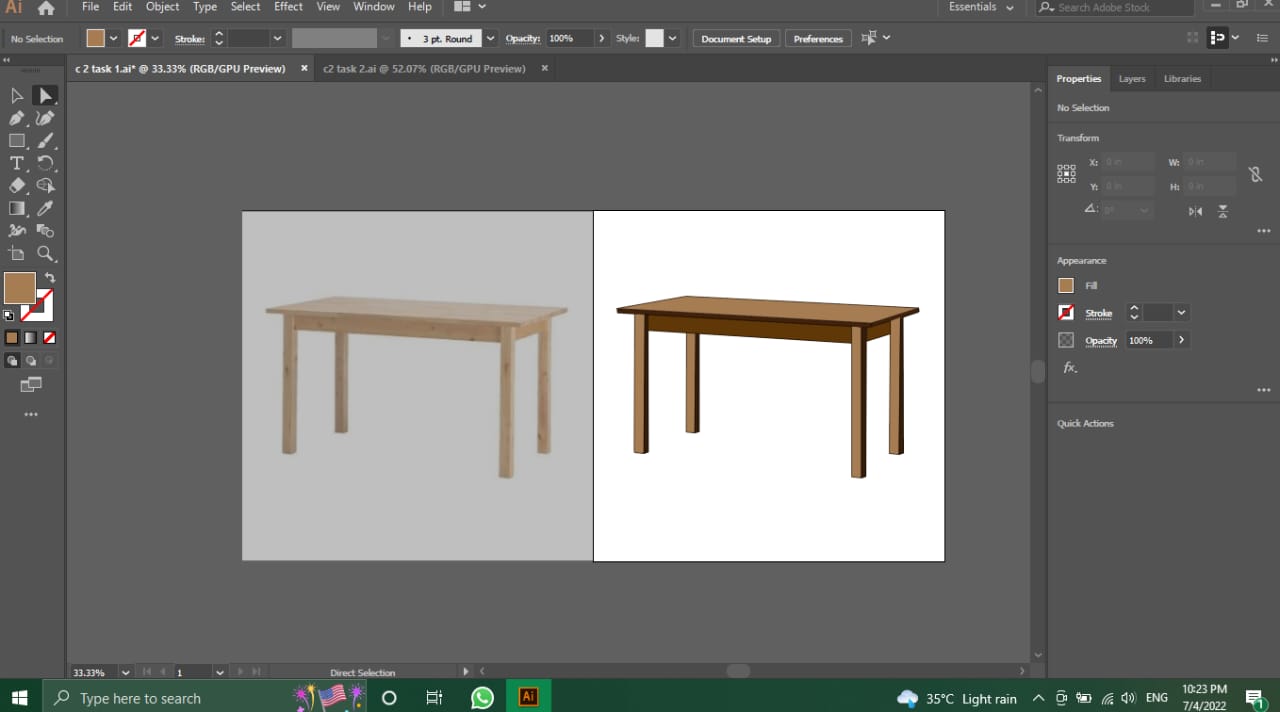 Ai File Edit Object Type Select Effect View Window Help Essentials Search Adobe Stock
No Selection Stroke: 3 pt. Round Opacity: 100% Style: Document Setup Preferences
c 2 task 1.ai* @ 33.33% (RGB/GPU Preview) × c2 task 2.ai @ 52.07% (RGB/GPU Preview) ×
Properties Layers Libraries
No Selection
Transform
X: 0 in W: 0 in
Y: 0 in H: 0 in
0°
Appearance
Fill
Stroke
Opacity 100%
fx.
Quick Actions
T
33.33% 1 Direct Selection
Type here to search Ai 35°C Light rain ENG 10:23 PM
7/4/2022
1